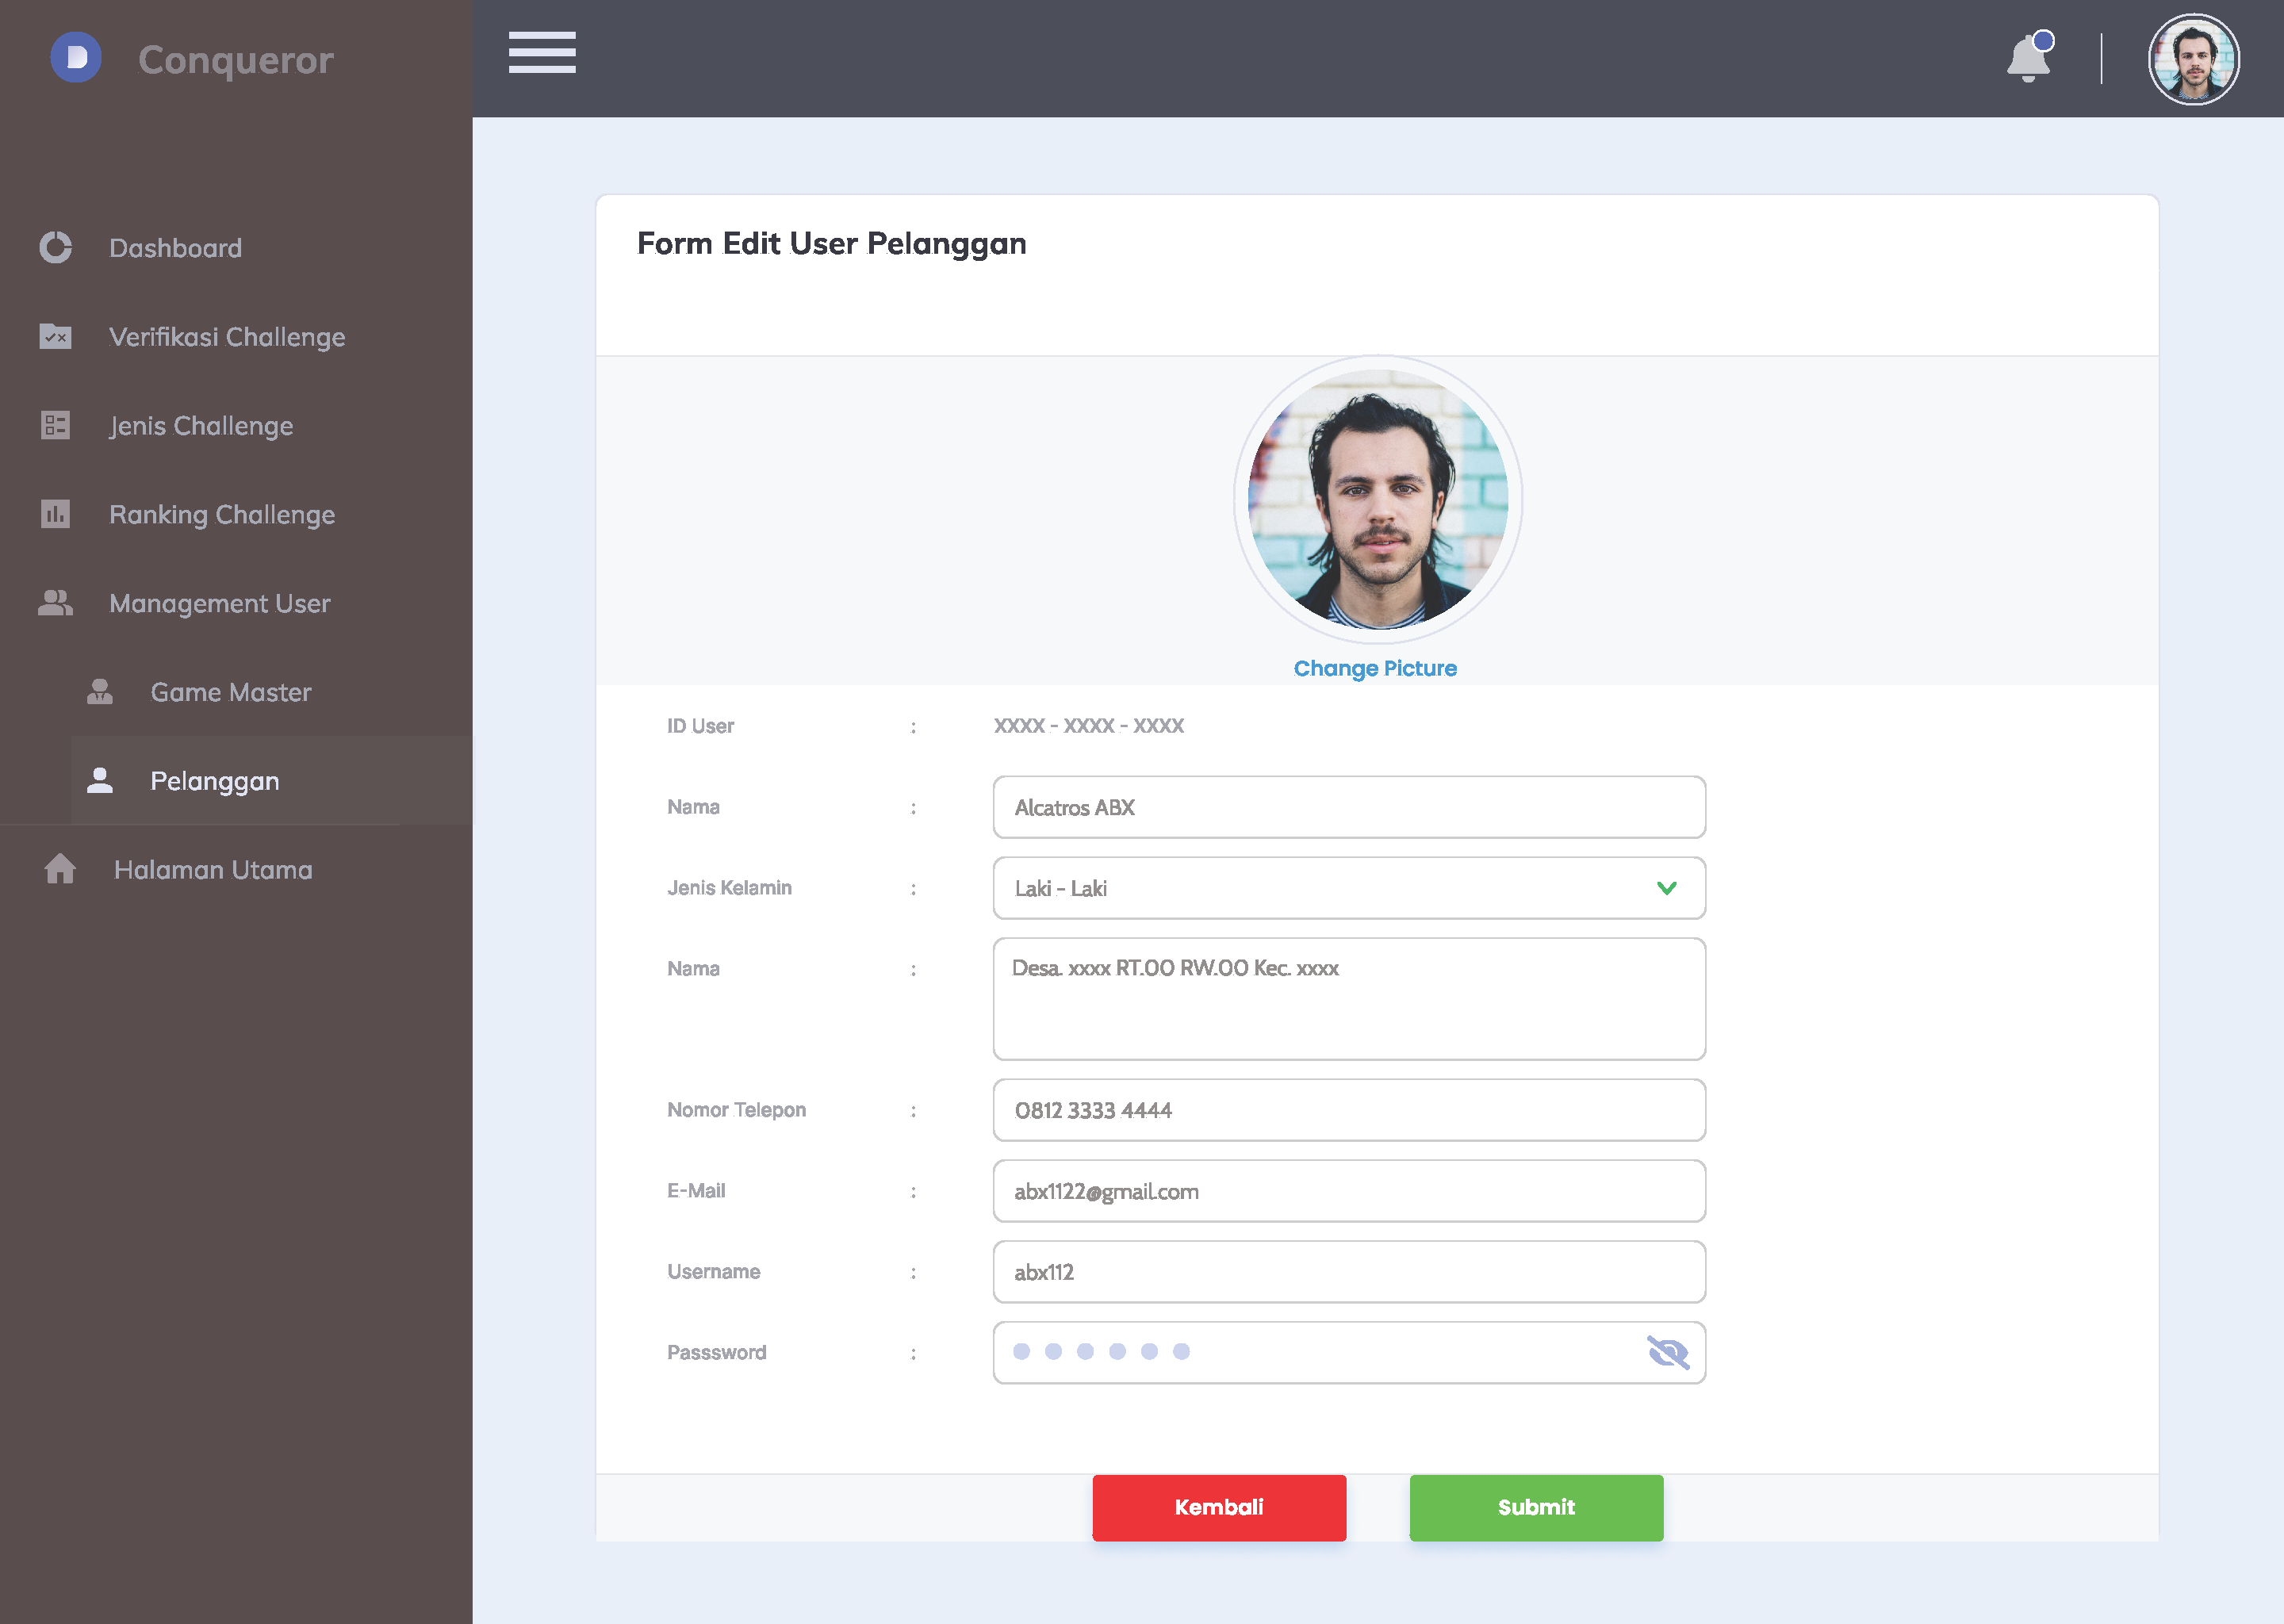 Conqueror
Dashboard
Verifikasi Challenge
Jenis Challenge
Ranking Challenge
Management User
Game Master
Pelanggan
Halaman Utama
Form Edit User Pelanggan
Change Picture
ID User : XXXX - XXXX - XXXX
Nama : Alcatros ABX
Jenis Kelamin : Laki - Laki
Nama : Desa. xxxx RT.00 RW.00 Kec. xxxx
Nomor Telepon : 0812 3333 4444
E-Mail : abx1122@gmail.com
Username : abx112
Passsword :
Kembali Submit